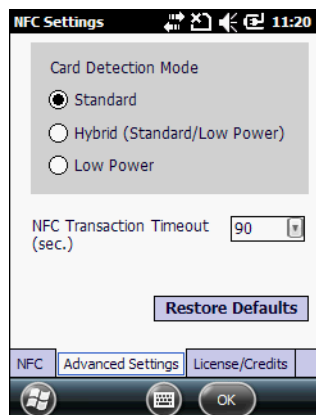 NFC Settings 11:20
Card Detection Mode
Standard
Hybrid (Standard/Low Power)
Low Power
NFC Transaction Timeout 90
(sec.)
Restore Defaults
NFC Advanced Settings License/Credits
OK